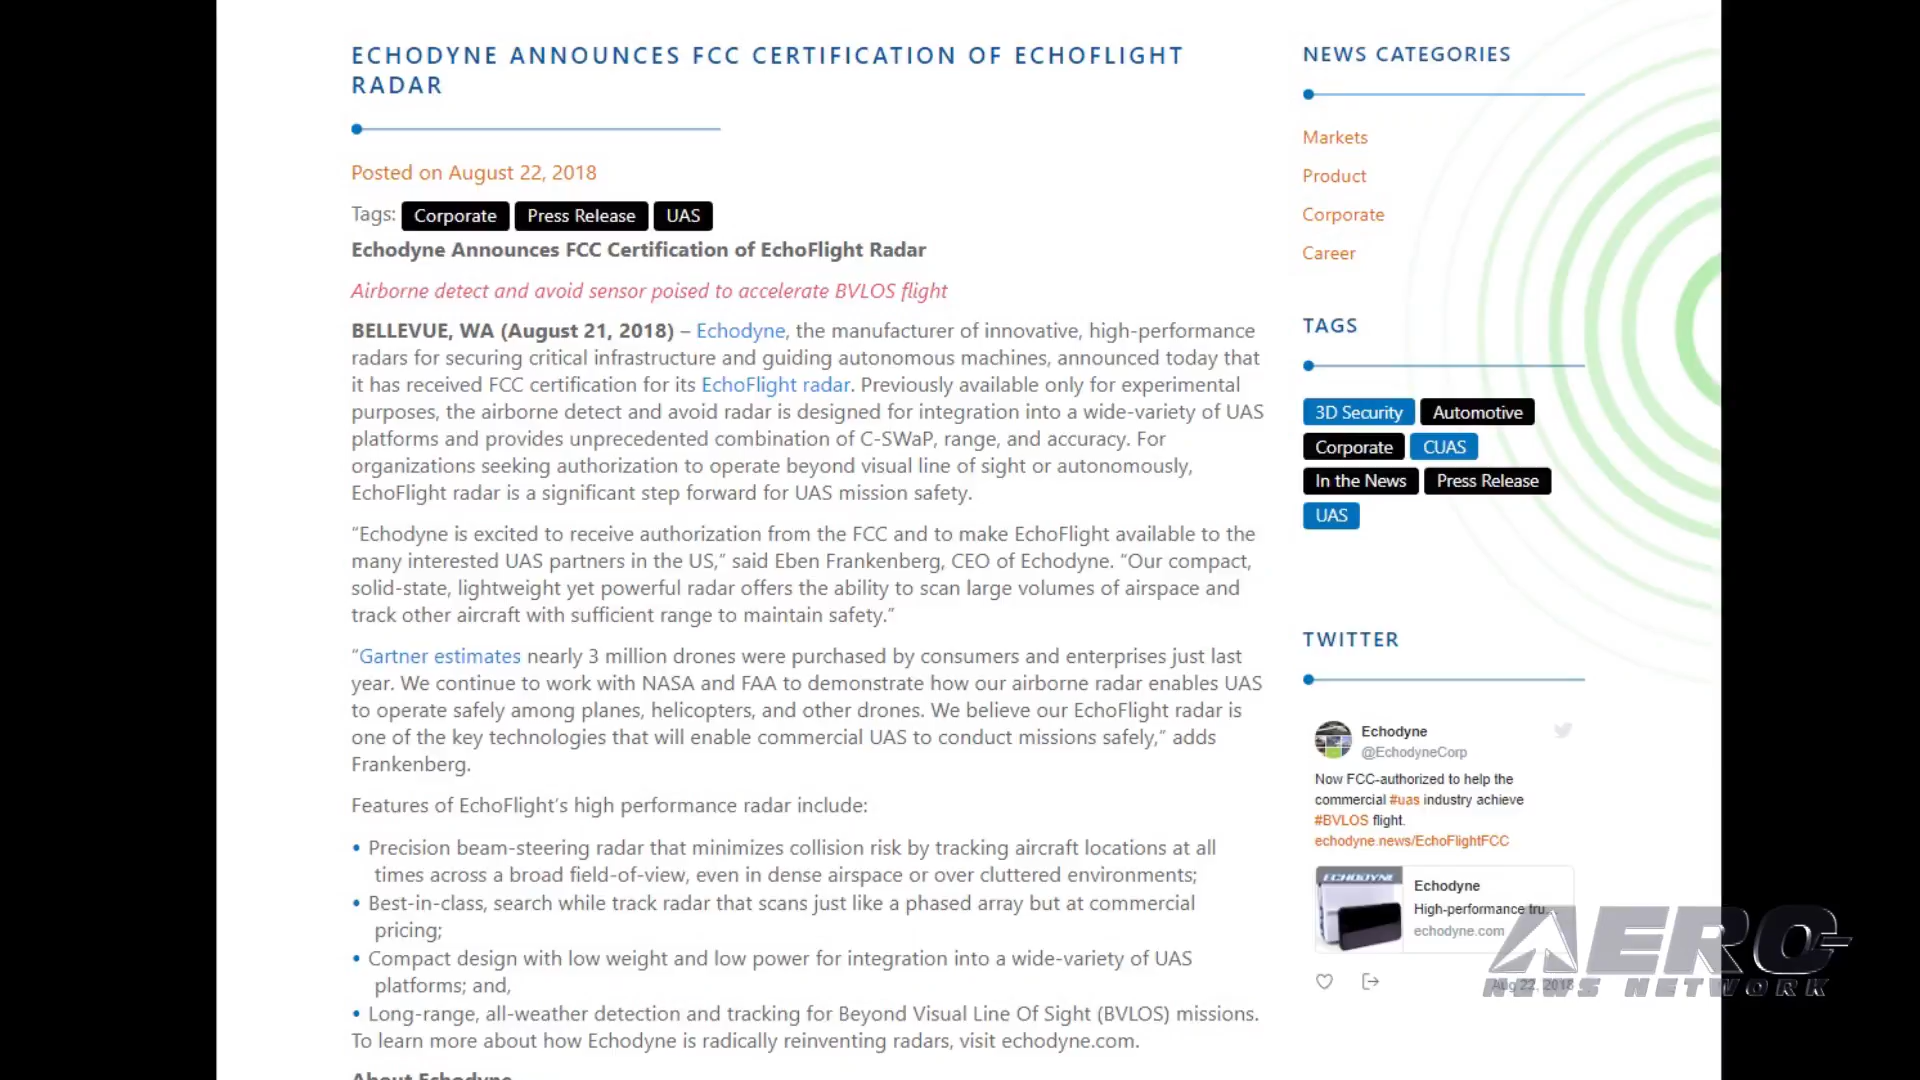 ECHODYNE ANNOUNCES FCC CERTIFICATION OF ECHOFLIGHT
RADAR
Posted on August 22, 2018
Tags: Corporate Press Release UAS
Echodyne Announces FCC Certification of EchoFlight Radar
Airborne detect and avoid sensor poised to accelerate BVLOS flight
BELLEVUE, WA (August 21, 2018) – Echodyne, the manufacturer of innovative, high-performance
radars for securing critical infrastructure and guiding autonomous machines, announced today that
it has received FCC certification for its EchoFlight radar. Previously available only for experimental
purposes, the airborne detect and avoid radar is designed for integration into a wide-variety of UAS
platforms and provides unprecedented combination of C-SWaP, range, and accuracy. For
organizations seeking authorization to operate beyond visual line of sight or autonomously,
EchoFlight radar is a significant step forward for UAS mission safety.
“Echodyne is excited to receive authorization from the FCC and to make EchoFlight available to the
many interested UAS partners in the US,” said Eben Frankenberg, CEO of Echodyne. “Our compact,
solid-state, lightweight yet powerful radar offers the ability to scan large volumes of airspace and
track other aircraft with sufficient range to maintain safety.”
“Gartner estimates nearly 3 million drones were purchased by consumers and enterprises just last
year. We continue to work with NASA and FAA to demonstrate how our airborne radar enables UAS
to operate safely among planes, helicopters, and other drones. We believe our EchoFlight radar is
one of the key technologies that will enable commercial UAS to conduct missions safely,” adds
Frankenberg.
Features of EchoFlight’s high performance radar include:
• Precision beam-steering radar that minimizes collision risk by tracking aircraft locations at all
times across a broad field-of-view, even in dense airspace or over cluttered environments;
• Best-in-class, search while track radar that scans just like a phased array but at commercial
pricing;
• Compact design with low weight and low power for integration into a wide-variety of UAS
platforms; and,
• Long-range, all-weather detection and tracking for Beyond Visual Line Of Sight (BVLOS) missions.
To learn more about how Echodyne is radically reinventing radars, visit echodyne.com.
About Echodyne
NEWS CATEGORIES
Markets
Product
Corporate
Career
TAGS
3D Security Automotive
Corporate CUAS
In the News Press Release
UAS
TWITTER
Echodyne
@EchodyneCorp
Now FCC-authorized to help the
commercial #uas industry achieve
#BVLOS flight.
echodyne.news/EchoFlightFCC
ECHODYNE
Echodyne
High-performance tru...
echodyne.com
Aug 22, 2018
AERO-
NEWS NETWORK